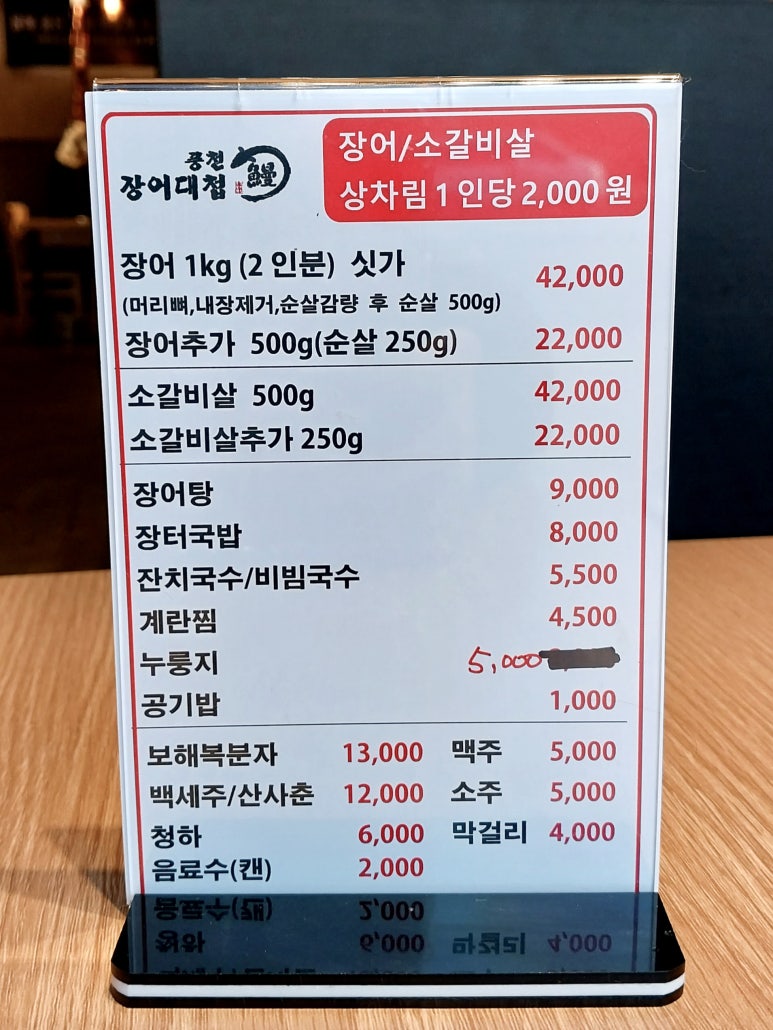 풍천
장어대첩 鰻
장어/소갈비살
상차림 1인당 2,000원
장어 1kg (2 인분) 싯가 42,000
(머리뼈,내장제거,순살감량 후 순살 500g)
장어추가 500g(순살 250g) 22,000
소갈비살 500g 42,000
소갈비살추가 250g 22,000
장어탕 9,000
장터국밥 8,000
잔치국수/비빔국수 5,500
계란찜 4,500
누룽지 5,000
공기밥 1,000
보해복분자 13,000 맥주 5,000
백세주/산사춘 12,000 소주 5,000
청하 6,000 막걸리 4,000
음료수(캔) 2,000